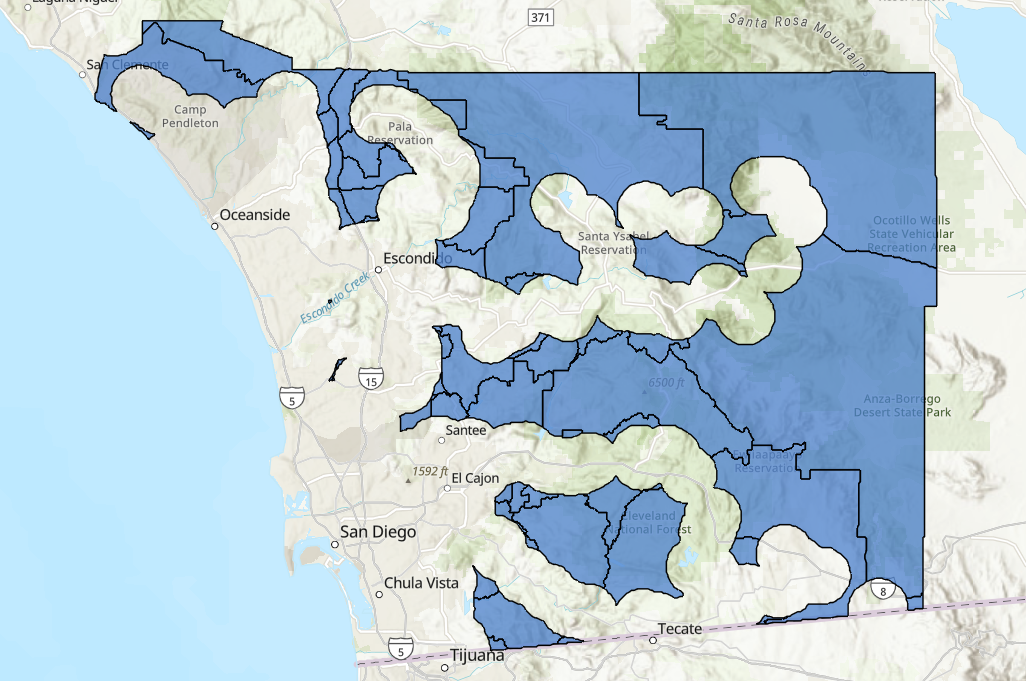 371
Santa Rosa Mountains
San Clemente
Camp
Pendleton
Pala
Reservation
Oceanside
Santa Ysabel
Reservation
Ocotillo Wells
State Vehicular
Recreation Area
Escondido
Escondido Creek
15
5
6500 ft
Anza-Borrego
Desert State Park
Santee
Reservation
1592 ft
El Cajon
Cleveland
National Forest
San Diego
Chula Vista
8
5
Tecate
Tijuana